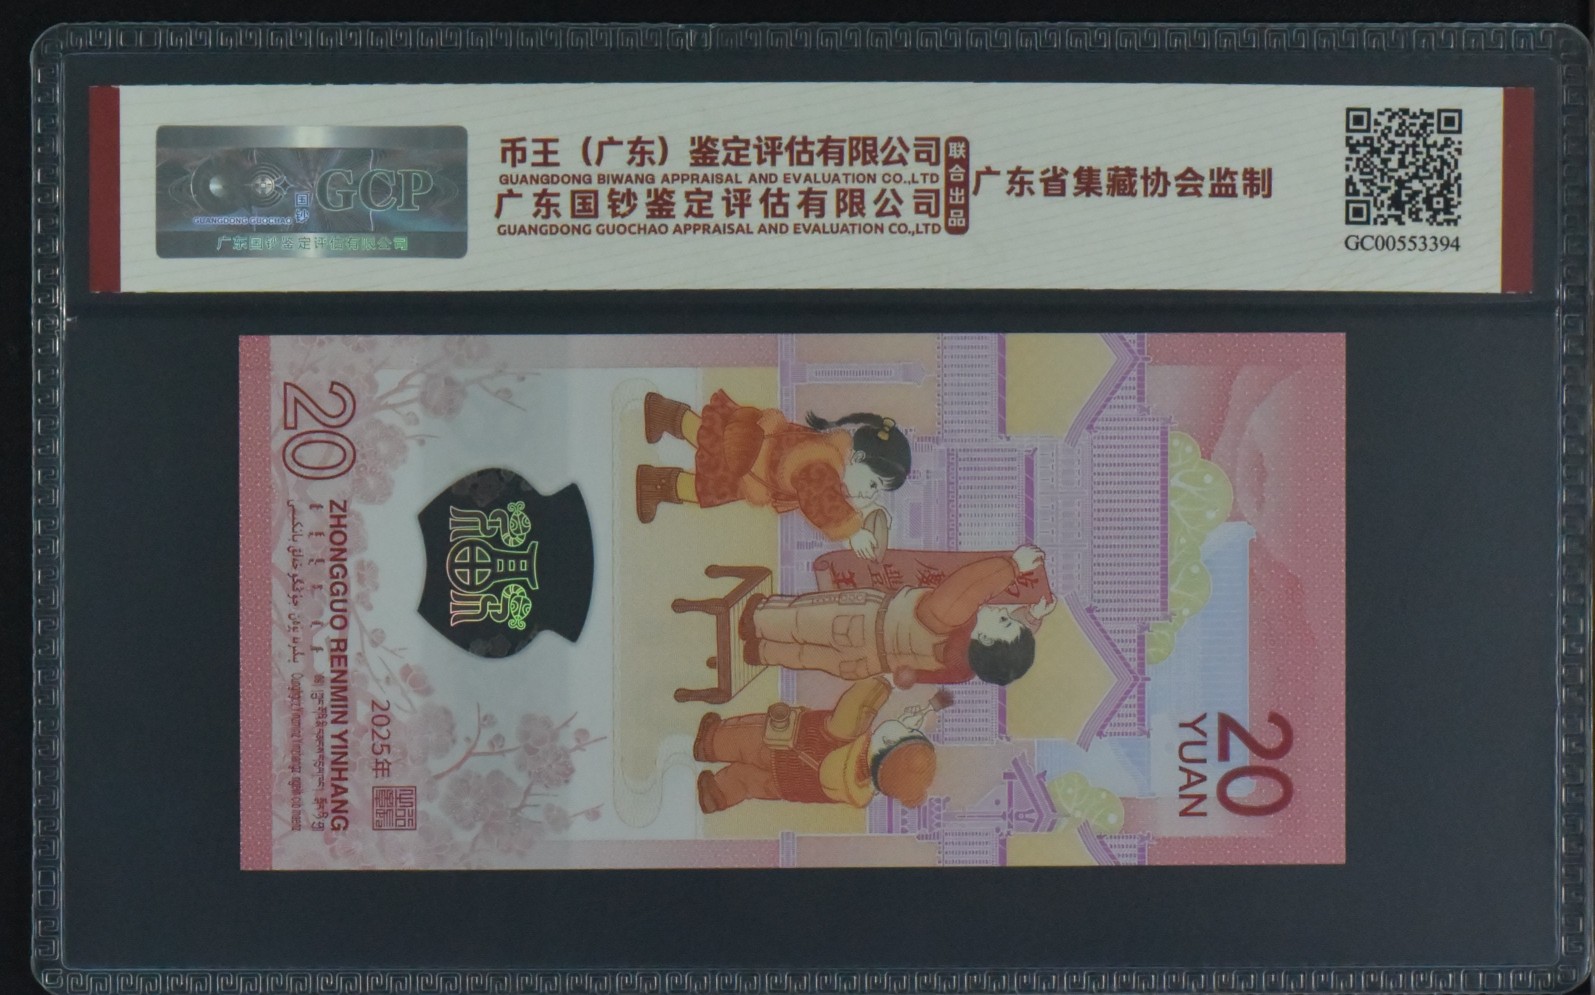 GCP
国钞
GUANGDONG GUOCHAO
广东国钞鉴定评估有限公司
币王（广东）鉴定评估有限公司
GUANGDONG BIWANG APPRAISAL AND EVALUATION CO.,LTD
广东国钞鉴定评估有限公司
GUANGDONG GUOCHAO APPRAISAL AND EVALUATION CO.,LTD
联合出品
广东省集藏协会监制
GC00553394
20
YUAN
20
ZHONGGUO RENMIN YINHANG
2025年